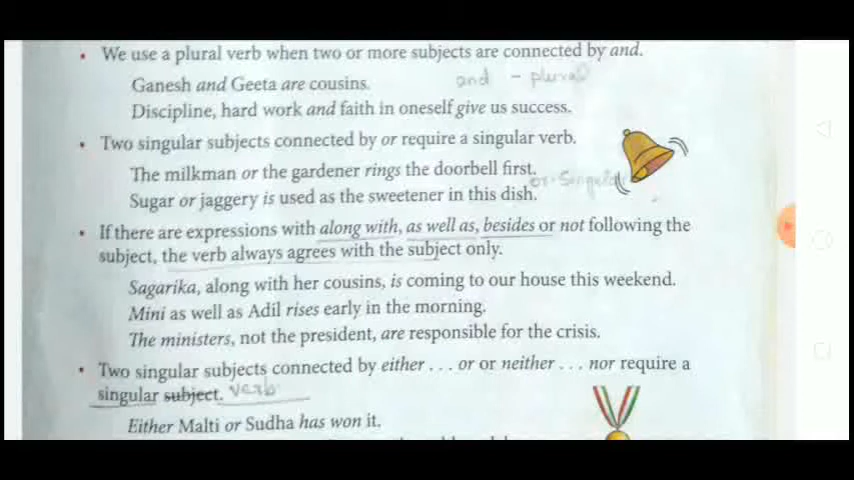 • We use a plural verb when two or more subjects are connected by and.
Ganesh and Geeta are cousins. and - plural
Discipline, hard work and faith in oneself give us success.
• Two singular subjects connected by or require a singular verb.
The milkman or the gardener rings the doorbell first.
or - Singular
Sugar or jaggery is used as the sweetener in this dish.
• If there are expressions with along with, as well as, besides or not following the
subject, the verb always agrees with the subject only.
Sagarika, along with her cousins, is coming to our house this weekend.
Mini as well as Adil rises early in the morning.
The ministers, not the president, are responsible for the crisis.
• Two singular subjects connected by either . . . or or neither . . . nor require a
singular subject. verb
Either Malti or Sudha has won it.